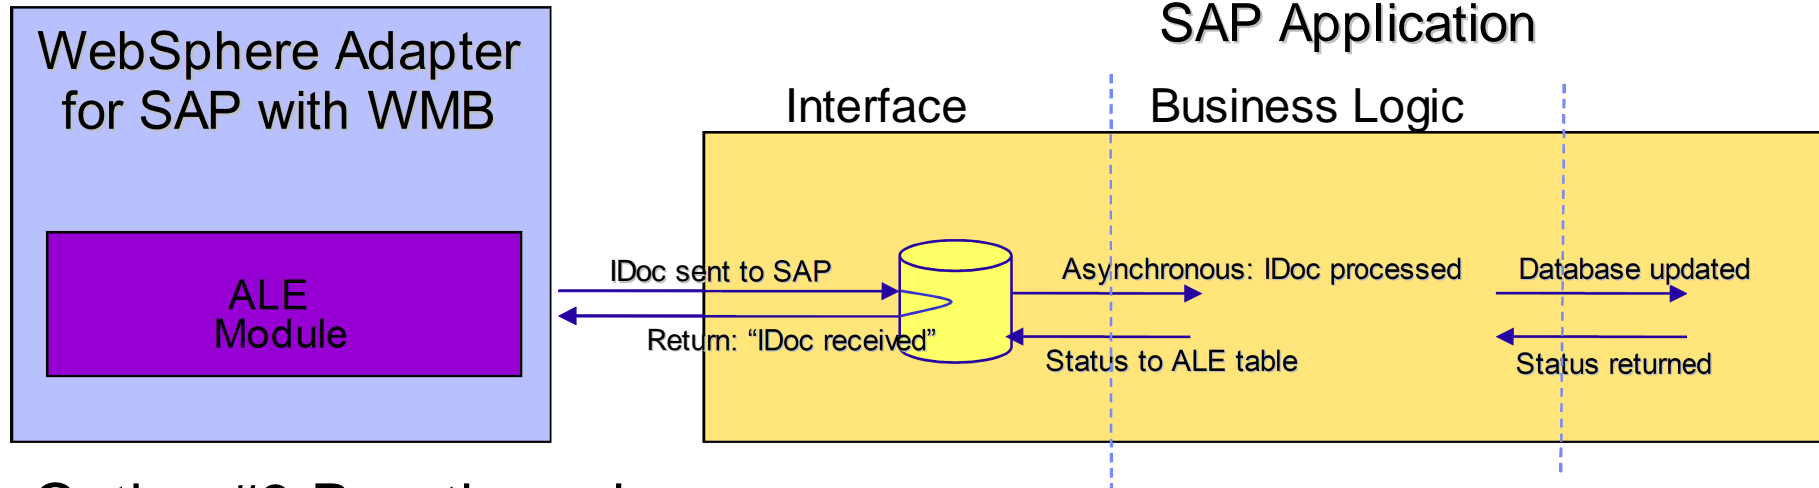 SAP Application
WebSphere Adapter
for SAP with WMB
Interface
Business Logic
ALE
Module
IDoc sent to SAP
Return: “IDoc received”
Asynchronous: IDoc processed
Status to ALE table
Database updated
Status returned